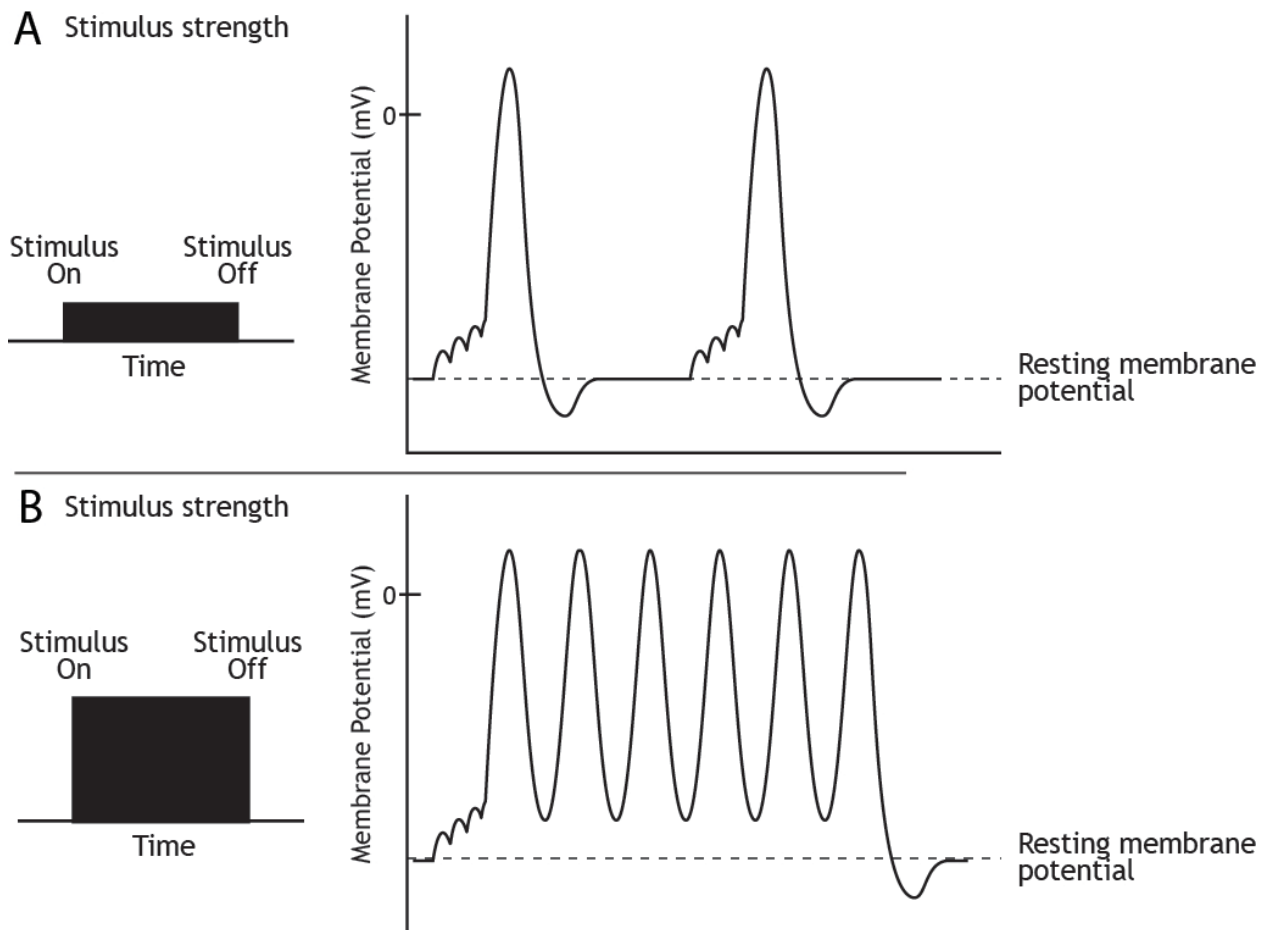 A Stimulus strength
Membrane Potential (mV)
0
Stimulus
On
Stimulus
Off
Time
Resting membrane
potential
B Stimulus strength
Membrane Potential (mV)
0
Stimulus
On
Stimulus
Off
Time
Resting membrane
potential